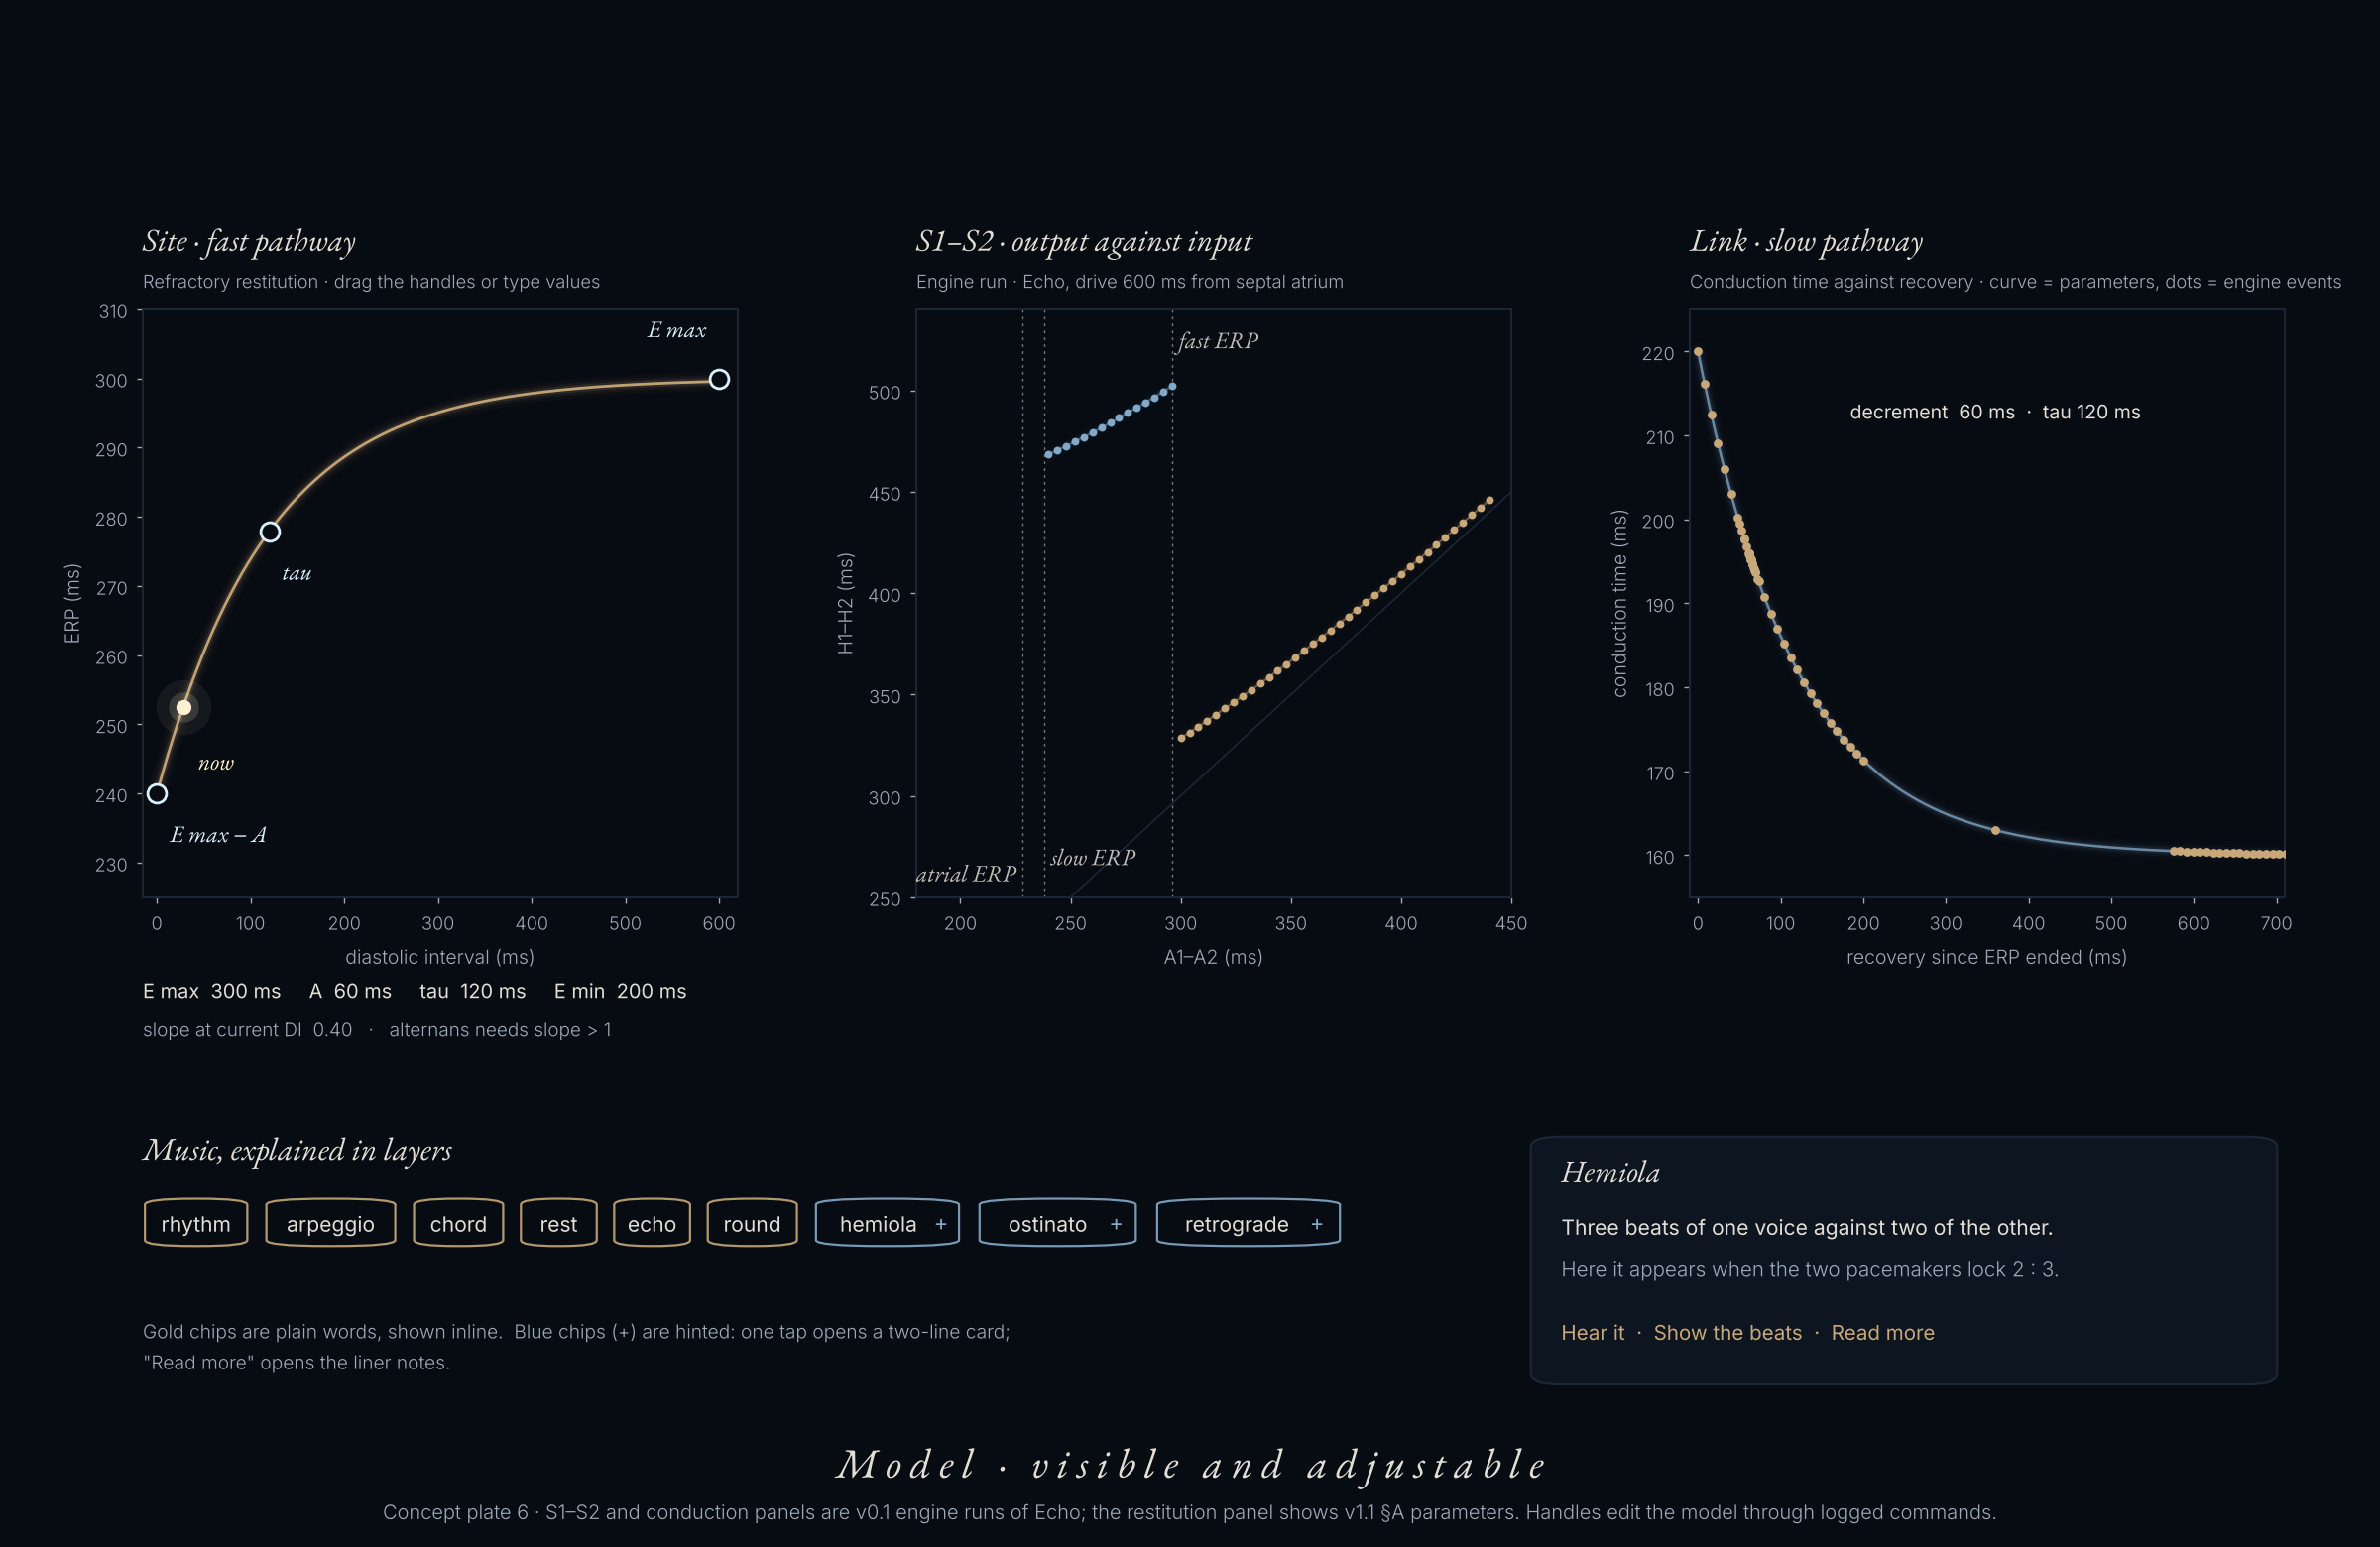 Site · fast pathway
Refractory restitution · drag the handles or type values
310
300
290
280
270
260
250
240
230
ERP (ms)
E max
tau
now
E max – A
0 100 200 300 400 500 600
diastolic interval (ms)
E max 300 ms A 60 ms tau 120 ms E min 200 ms
slope at current DI 0.40 · alternans needs slope > 1
S1–S2 · output against input
Engine run · Echo, drive 600 ms from septal atrium
500
450
400
350
300
250
H1–H2 (ms)
fast ERP
slow ERP
atrial ERP
200 250 300 350 400 450
A1–A2 (ms)
Link · slow pathway
Conduction time against recovery · curve = parameters, dots = engine events
220
210
200
190
180
170
160
conduction time (ms)
decrement 60 ms · tau 120 ms
0 100 200 300 400 500 600 700
recovery since ERP ended (ms)
Music, explained in layers
rhythm arpeggio chord rest echo round hemiola + ostinato + retrograde +
Gold chips are plain words, shown inline. Blue chips (+) are hinted: one tap opens a two-line card;
"Read more" opens the liner notes.
Hemiola
Three beats of one voice against two of the other.
Here it appears when the two pacemakers lock 2 : 3.
Hear it · Show the beats · Read more
Model · visible and adjustable
Concept plate 6 · S1–S2 and conduction panels are v0.1 engine runs of Echo; the restitution panel shows v1.1 §A parameters. Handles edit the model through logged commands.